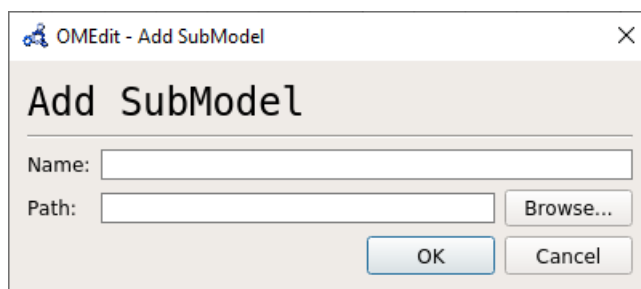 OMEdit - Add SubModel
Add SubModel
Name:
Path: Browse...
OK Cancel